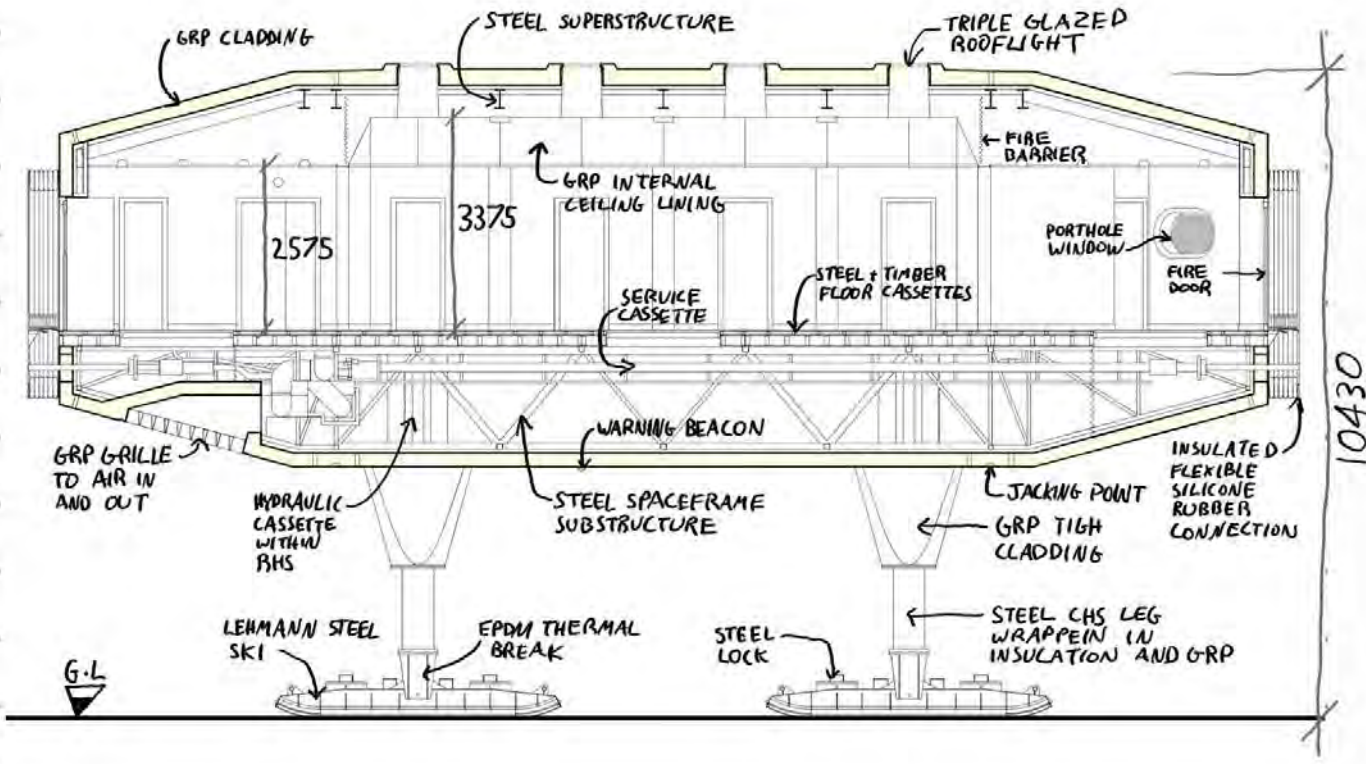 GRP CLADDING
STEEL SUPERSTRUCTURE
TRIPLE GLAZED
ROOFLIGHT
FIRE
BARRIER
GRP INTERNAL
CEILING LINING
2575
3375
PORTHOLE
WINDOW
FIRE
DOOR
STEEL + TIMBER
FLOOR CASSETTES
SERVICE
CASSETTE
10430
WARNING BEACON
GRP GRILLE
TO AIR IN
AND OUT
HYDRAULIC
CASSETTE
WITHIN
RHS
STEEL SPACEFRAME
SUBSTRUCTURE
JACKING POINT
GRP TIGH
CLADDING
INSULATED
FLEXIBLE
SILICONE
RUBBER
CONNECTION
LEHMANN STEEL
SKI
EPDM THERMAL
BREAK
STEEL
LOCK
STEEL CHS LEG
WRAPPEIN IN
INSULATION AND GRP
G.L